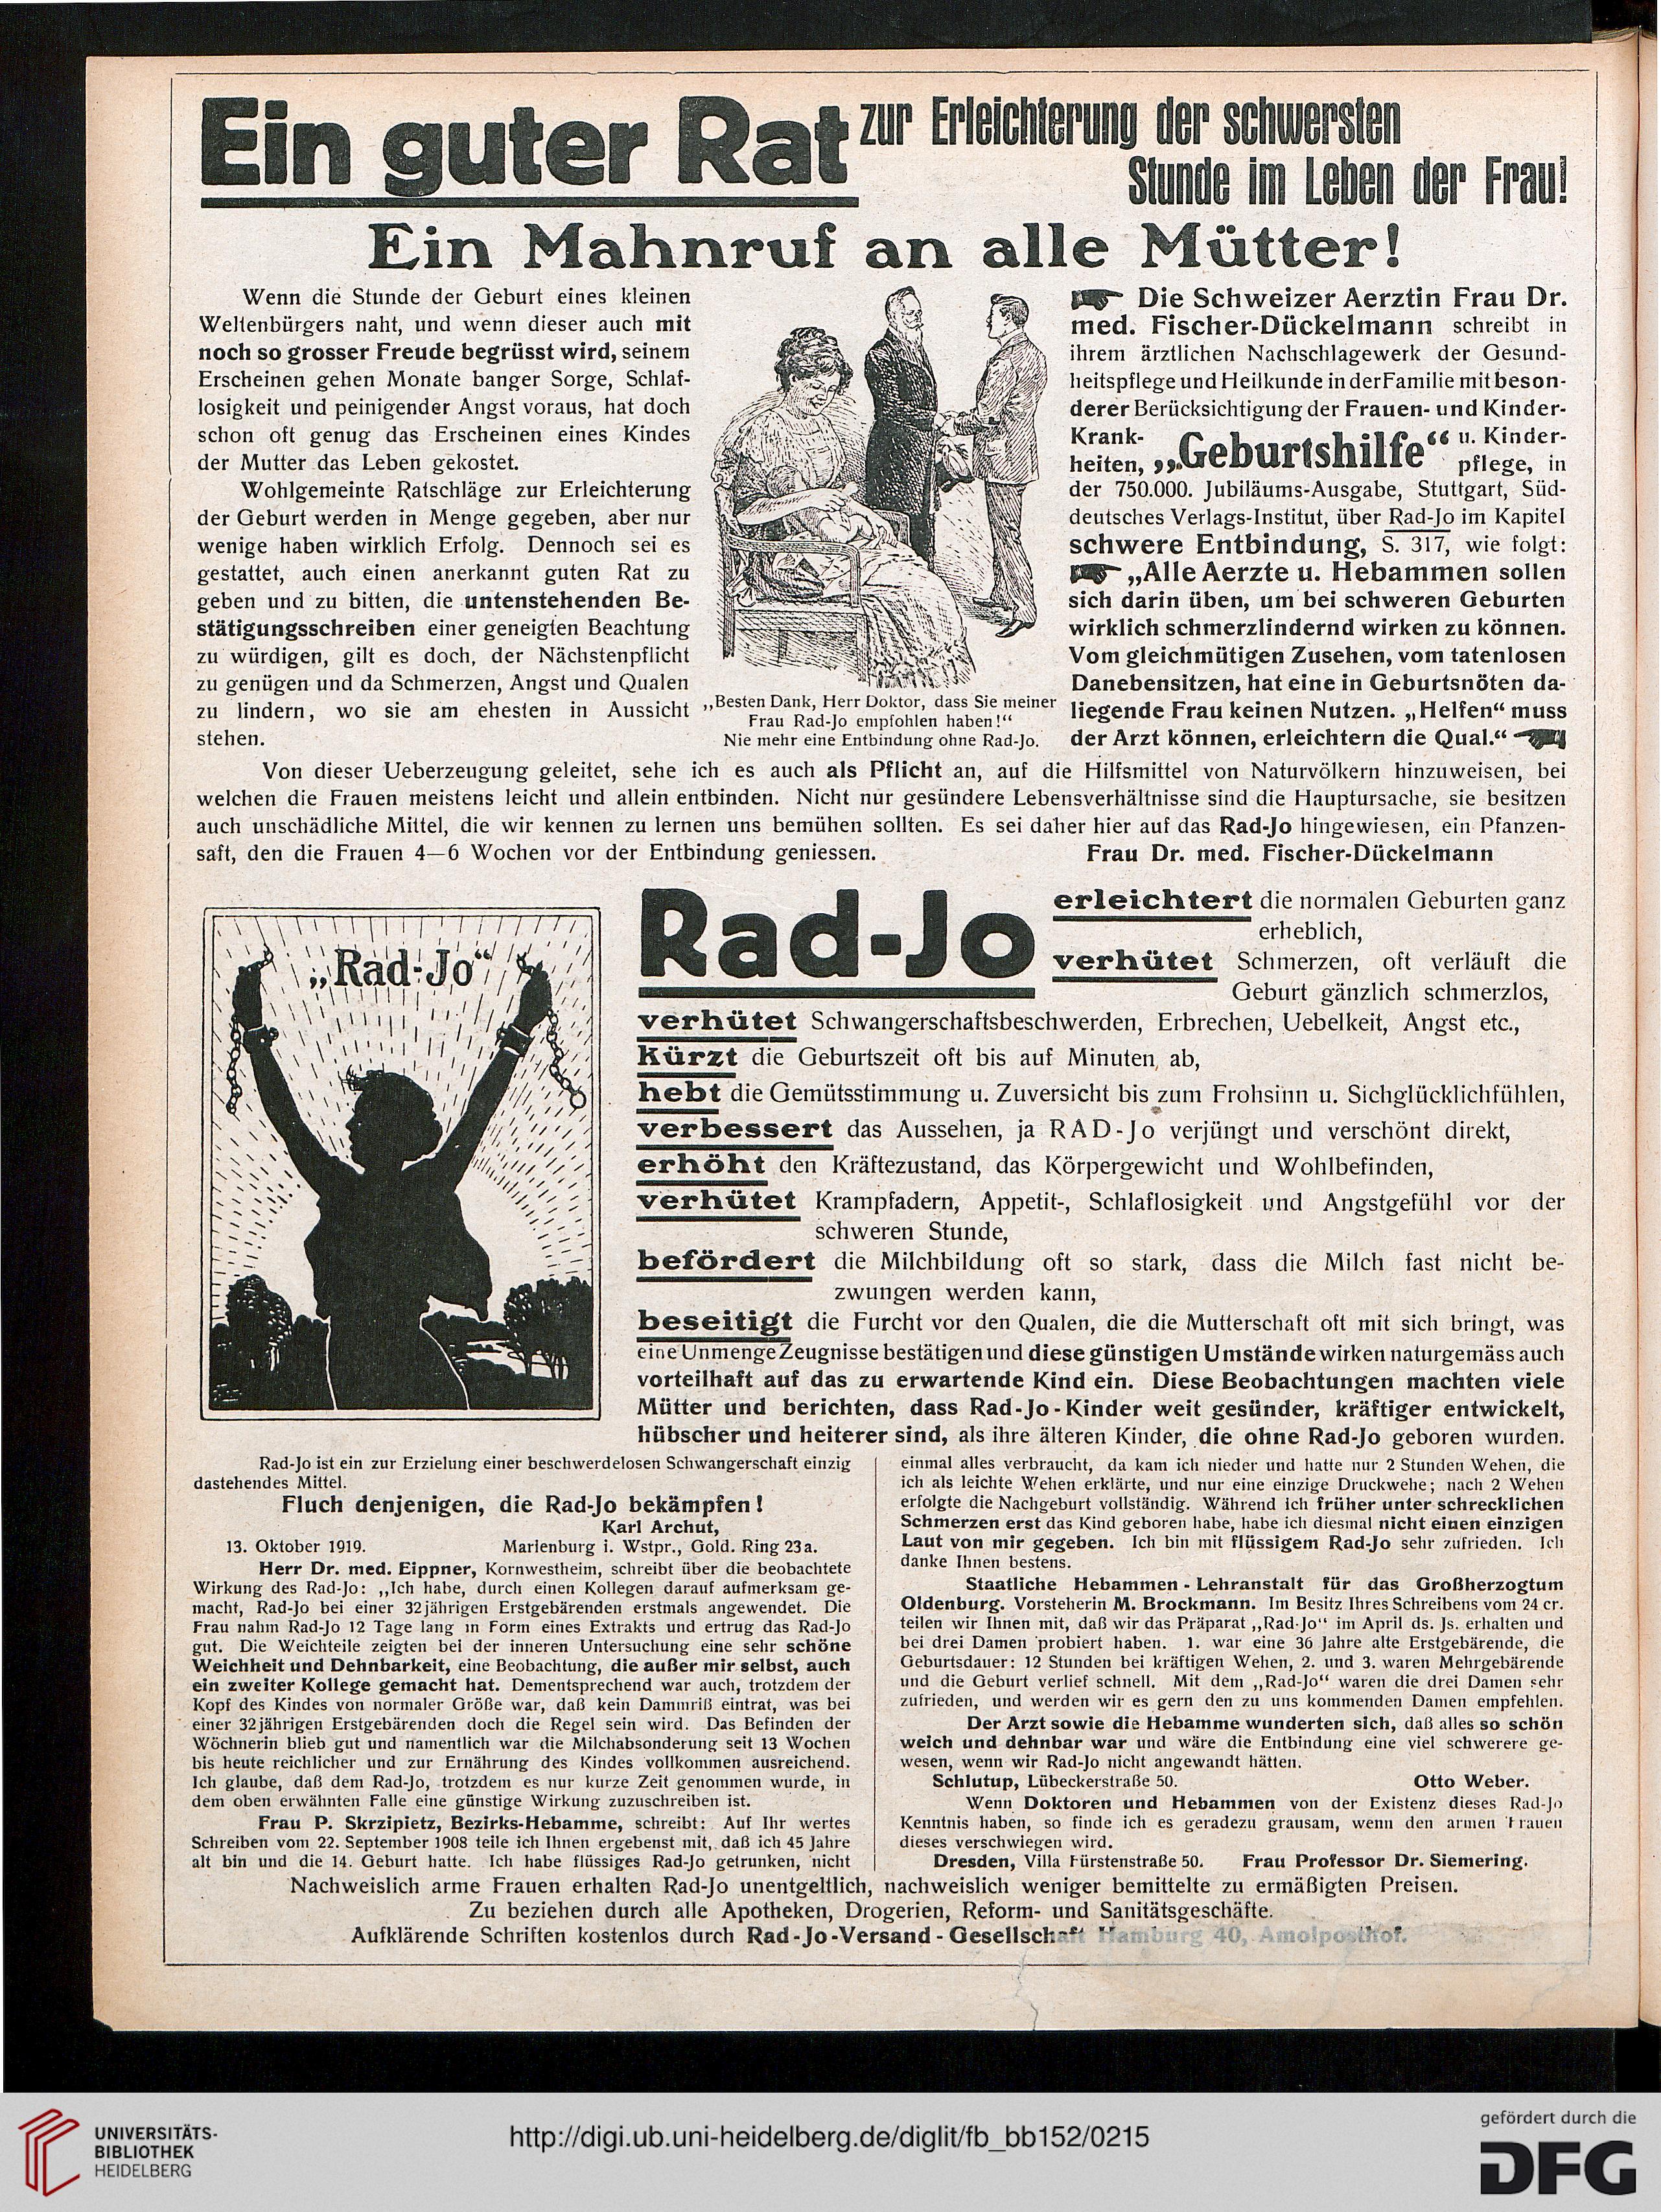 Ein guter Rat zur Erleichterung der schwersten
Stunde im Leben der Frau!
Ein Mahnruf an alle Mütter!
Wenn die Stunde der Geburt eines kleinen
Weltenbürgers naht, und wenn dieser auch mit
noch so grosser Freude begrüsst wird, seinem
Erscheinen gehen Monate banger Sorge, Schlaf-
losigkeit und peinigender Angst voraus, hat doch
schon oft genug das Erscheinen eines Kindes
der Mutter das Leben gekostet.
Wohlgemeinte Ratschläge zur Erleichterung
der Geburt werden in Menge gegeben, aber nur
wenige haben wirklich Erfolg. Dennoch sei es
gestattet, auch einen anerkannt guten Rat zu
geben und zu bitten, die untenstehenden Be-
stätigungsschreiben einer geneigten Beachtung
zu würdigen, gilt es doch, der Nächstenpflicht
zu genügen und da Schmerzen, Angst und Qualen
zu lindern, wo sie am ehesten in Aussicht
stehen.
„Besten Dank, Herr Doktor, dass Sie meiner
Frau Rad-Jo empfohlen haben!“
Nie mehr eine Entbindung ohne Rad-Jo.
Die Schweizer Aerztin Frau Dr.
med. Fischer-Dückelmann schreibt in
ihrem ärztlichen Nachschlagewerk der Gesund-
heitspflege und Heilkunde in der Familie mit beson-
derer Berücksichtigung der Frauen- und Kinder-
Krank- heiten, „Geburtshilfe“ u. Kinder-
pflege, in
der 750.000. Jubiläums-Ausgabe, Stuttgart, Süd-
deutsches Verlags-Institut, über Rad-Jo im Kapitel
schwere Entbindung, S. 317, wie folgt:
„Alle Aerzte u. Hebammen sollen
sich darin üben, um bei schweren Geburten
wirklich schmerzlindernd wirken zu können.
Vom gleichmütigen Zusehen, vom tatenlosen
Danebensitzen, hat eine in Geburtsnöten da-
liegende Frau keinen Nutzen. „Helfen“ muss
der Arzt können, erleichtern die Qual.“
Von dieser Ueberzeugung geleitet, sehe ich es auch als Pflicht an, auf die Hilfsmittel von Naturvölkern hinzuweisen, bei
welchen die Frauen meistens leicht und allein entbinden. Nicht nur gesündere Lebensverhältnisse sind die Hauptursache, sie besitzen
auch unschädliche Mittel, die wir kennen zu lernen uns bemühen sollten. Es sei daher hier auf das Rad-Jo hingewiesen, ein Pfanzen-
saft, den die Frauen 4—6 Wochen vor der Entbindung geniessen. Frau Dr. med. Fischer-Dückelmann
„Rad-Jo“
Rad-Jo erleichtert die normalen Geburten ganz
erheblich,
verhütet Schmerzen, oft verläuft die
Geburt gänzlich schmerzlos,
verhütet Schwangerschaftsbeschwerden, Erbrechen, Uebelkeit, Angst etc.,
kürzt die Geburtszeit oft bis auf Minuten ab,
hebt die Gemütsstimmung u. Zuversicht bis zum Frohsinn u. Sichglücklichfühlen,
verbessert das Aussehen, ja RAD-Jo verjüngt und verschönt direkt,
erhöht den Kräftezustand, das Körpergewicht und Wohlbefinden,
verhütet Krampfadern, Appetit-, Schlaflosigkeit und Angstgefühl vor der
schweren Stunde,
befördert die Milchbildung oft so stark, dass die Milch fast nicht be-
zwungen werden kann,
beseitigt die Furcht vor den Qualen, die die Mutterschaft oft mit sich bringt, was
eine Unmenge Zeugnisse bestätigen und diese günstigen Umstände wirken naturgemäss auch
vorteilhaft auf das zu erwartende Kind ein. Diese Beobachtungen machten viele
Mütter und berichten, dass Rad-Jo-Kinder weit gesünder, kräftiger entwickelt,
hübscher und heiterer sind, als ihre älteren Kinder, die ohne Rad-Jo geboren wurden.
Rad-Jo ist ein zur Erzielung einer beschwerdelosen Schwangerschaft einzig
dastehendes Mittel.
Fluch denjenigen, die Rad-Jo bekämpfen!
Karl Archut,
13. Oktober 1919. Marienburg i. Wstpr., Gold. Ring 23a.
Herr Dr. med. Eippner, Kornwestheim, schreibt über die beobachtete
Wirkung des Rad-Jo: „Ich habe, durch einen Kollegen darauf aufmerksam ge-
macht, Rad-Jo bei einer 32jährigen Erstgebärenden erstmals angewendet. Die
Frau nahm Rad-Jo 12 Tage lang in Form eines Extrakts und ertrug das Rad-Jo
gut. Die Weichteile zeigten bei der inneren Untersuchung eine sehr schöne
Weichheit und Dehnbarkeit, eine Beobachtung, die außer mir selbst, auch
ein zweiter Kollege gemacht hat. Dementsprechend war auch, trotzdem der
Kopf des Kindes von normaler Größe war, daß kein Dammriß eintrat, was bei
einer 32jährigen Erstgebärenden doch die Regel sein wird. Das Befinden der
Wöchnerin blieb gut und namentlich war die Milchabsonderung seit 13 Wochen
bis heute reichlicher und zur Ernährung des Kindes vollkommen ausreichend.
Ich glaube, daß dem Rad-Jo, trotzdem es nur kurze Zeit genommen wurde, in
dem oben erwähnten Falle eine günstige Wirkung zuzuschreiben ist.
Frau P. Skrzipietz, Bezirks-Hebamme, schreibt: Auf Ihr wertes
Schreiben vom 22. September 1908 teile ich Ihnen ergebenst mit, daß ich 45 Jahre
alt bin und die 14. Geburt hatte. Ich habe flüssiges Rad-Jo getrunken, nicht
einmal alles verbraucht, da kam ich nieder und hatte nur 2 Stunden Wehen, die
ich als leichte Wehen erklärte, und nur eine einzige Druckwehe; nach 2 Wehen
erfolgte die Nachgeburt vollständig. Während ich früher unter schrecklichen
Schmerzen erst das Kind geboren habe, habe ich diesmal nicht einen einzigen
Laut von mir gegeben. Ich bin mit flüssigem Rad-Jo sehr zufrieden. Ich
danke Ihnen bestens.
Staatliche Hebammen-Lehranstalt für das Großherzogtum
Oldenburg. Vorsteherin M. Brockmann. Im Besitz Ihres Schreibens vom 24 cr.
teilen wir Ihnen mit, daß wir das Präparat „Rad-Jo“ im April ds. Js. erhalten und
bei drei Damen probiert haben. 1. war eine 36 Jahre alte Erstgebärende, die
Geburtsdauer: 12 Stunden bei kräftigen Wehen, 2. und 3. waren Mehrgebärende
und die Geburt verlief schnell. Mit dem „Rad-Jo“ waren die drei Damen sehr
zufrieden, und werden wir es gern den zu uns kommenden Damen empfehlen.
Der Arzt sowie die Hebamme wunderten sich, daß alles so schön
weich und dehnbar war und wäre die Entbindung eine viel schwerere ge-
wesen, wenn wir Rad-Jo nicht angewandt hätten.
Schlutup, Lübeckerstraße 50. Otto Weber.
Wenn Doktoren und Hebammen von der Existenz dieses Rad-Jo
Kenntnis haben, so finde ich es geradezu grausam, wenn den armen Frauen
dieses verschwiegen wird.
Dresden, Villa Fürstenstraße 50. Frau Professor Dr. Siemering.
Nachweislich arme Frauen erhalten Rad-Jo unentgeltlich, nachweislich weniger bemittelte zu ermäßigten Preisen.
Zu beziehen durch alle Apotheken, Drogerien, Reform- und Sanitätsgeschäfte.
Aufklärende Schriften kostenlos durch Rad-Jo-Versand-Gesellschaft Hamburg 40, Amolposthof.
UNIVERSITÄTS-
BIBLIOTHEK
HEIDELBERG
http://digi.ub.uni-heidelberg.de/diglit/fb_bb152/0215
gefördert durch die
DFG